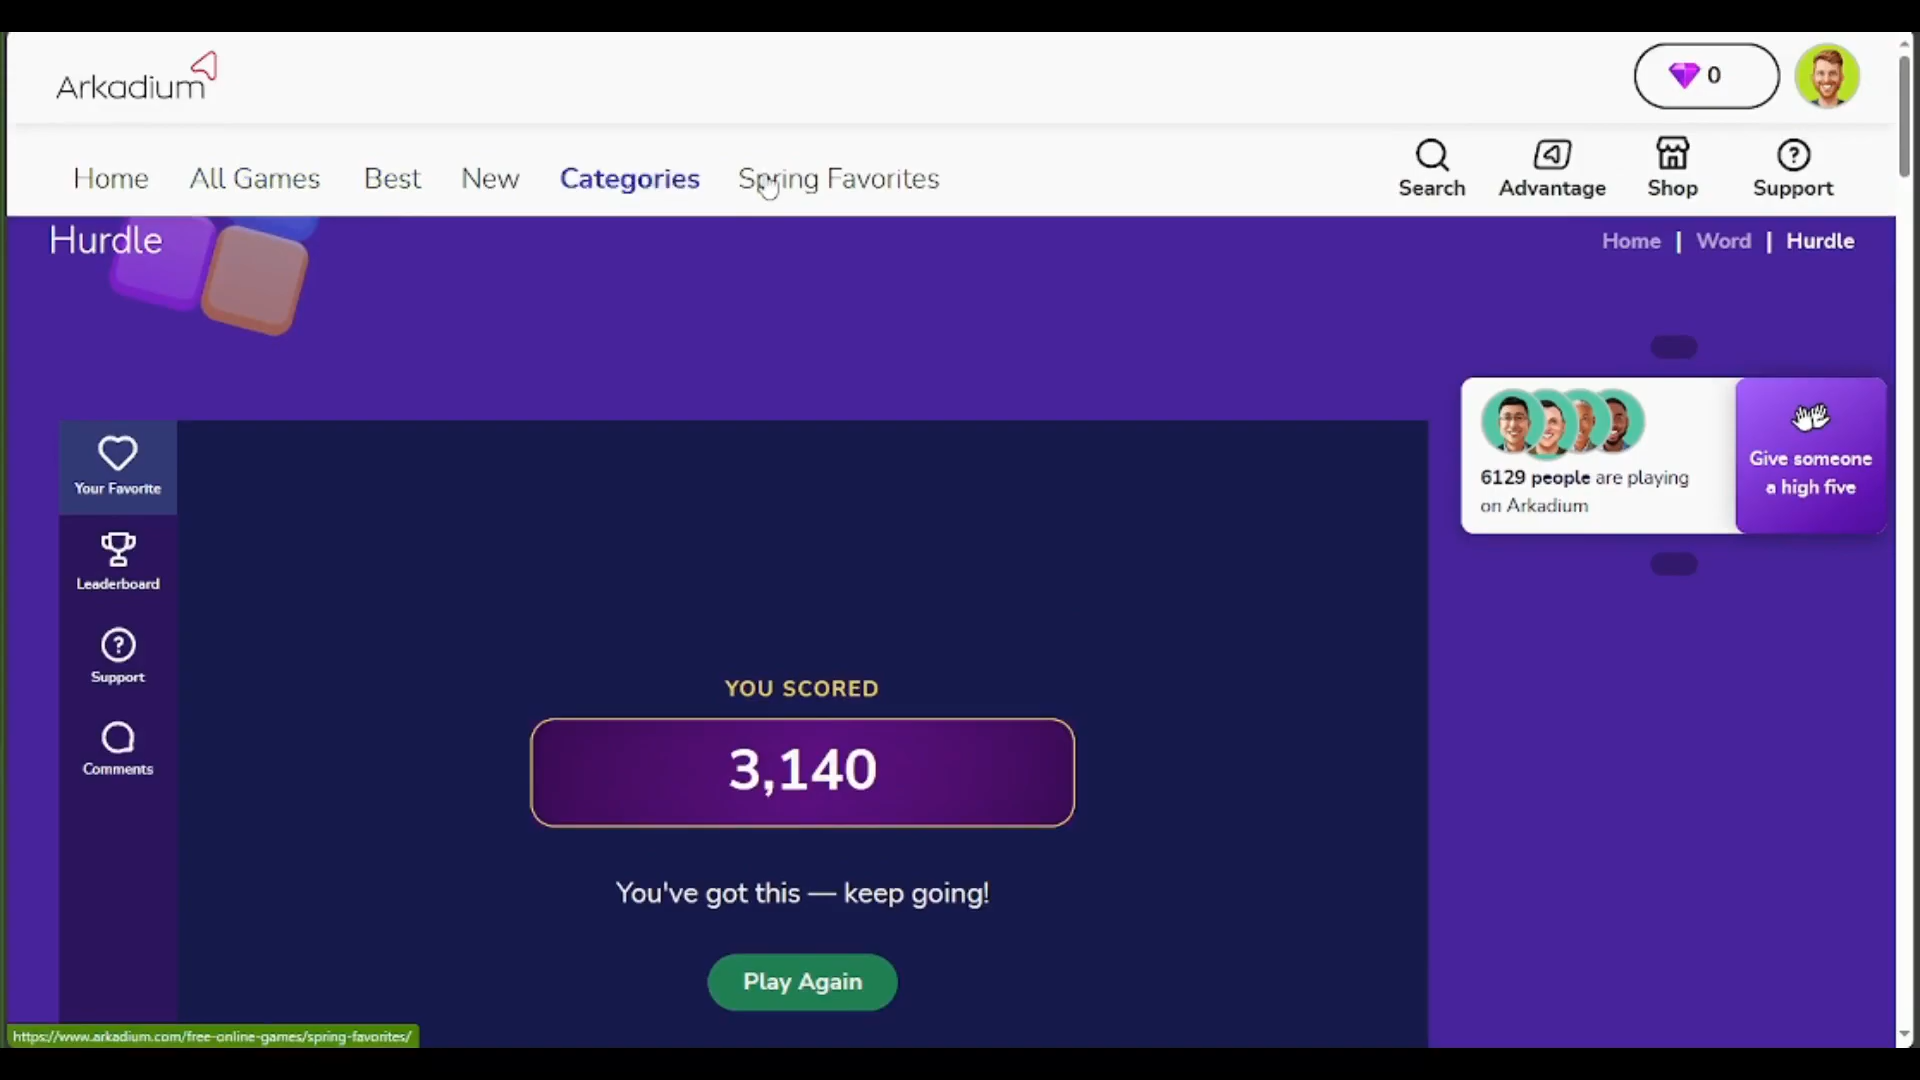 Arkadium
0
Home All Games Best New Categories Spring Favorites
Search Advantage Shop Support
Hurdle
Home | Word | Hurdle
6129 people are playing
on Arkadium
Give someone
a high five
Your Favorite
Leaderboard
Support
Comments
YOU SCORED
3,140
You've got this — keep going!
Play Again
https://www.arkadium.com/free-online-games/spring-favorites/